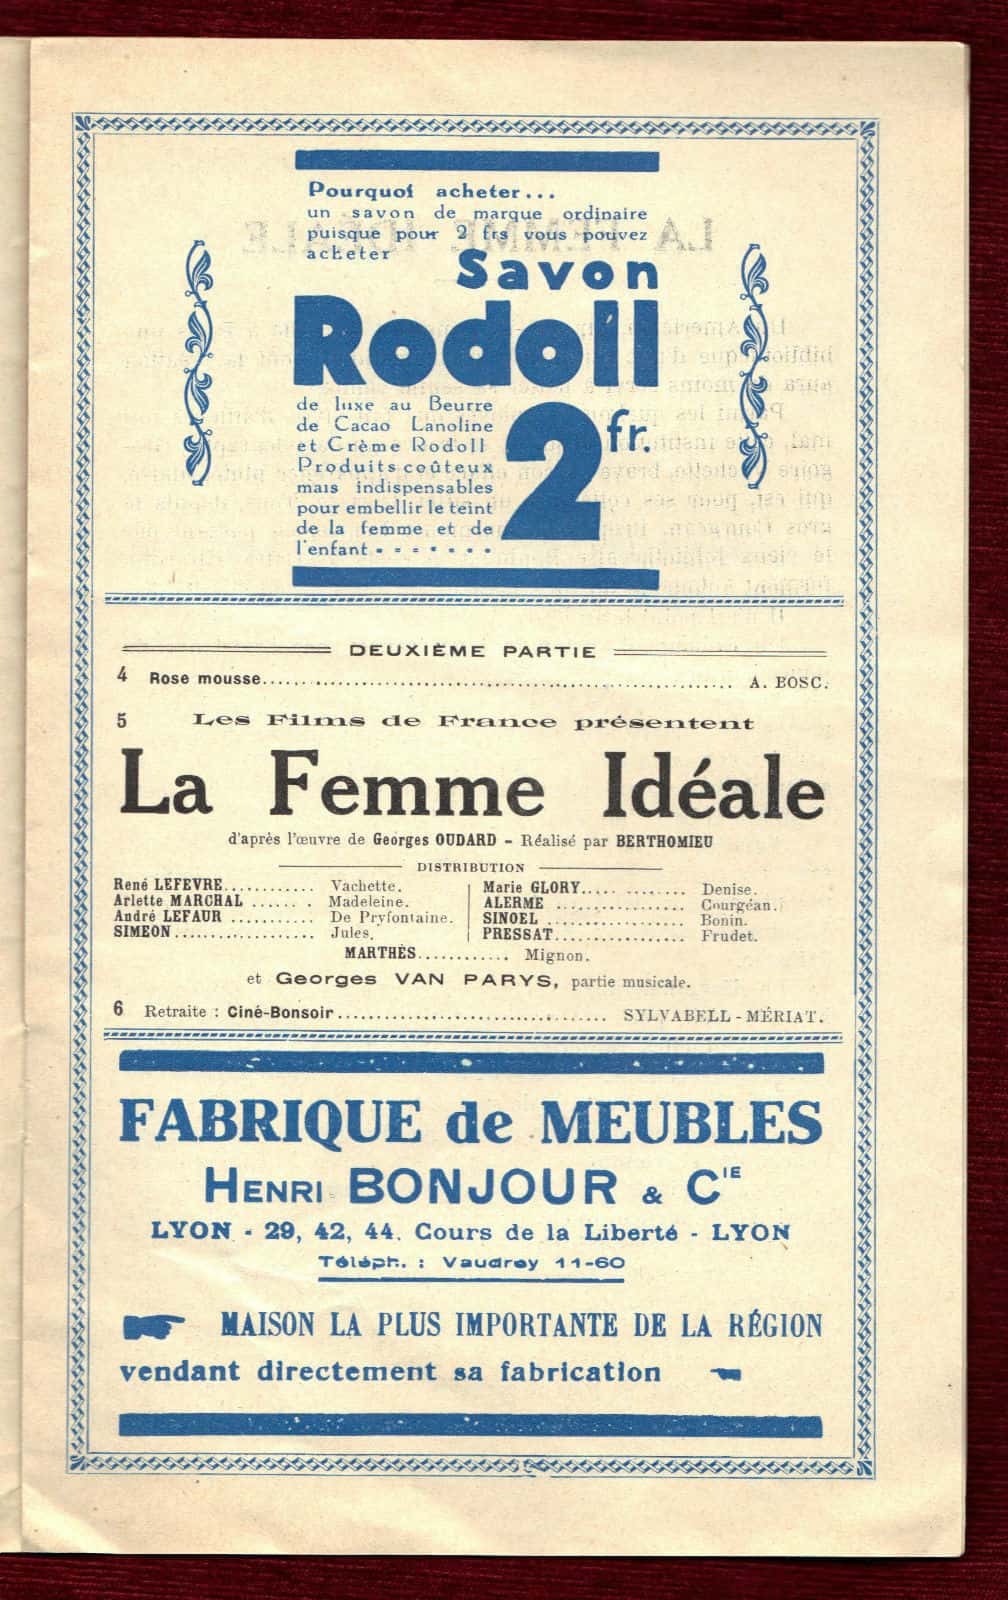 Pourquoi acheter...
un savon de marque ordinaire
puisque pour 2 frs vous pouvez
acheter Savon
Rodoll
de luxe au Beurre
de Cacao Lanoline
et Crème Rodoll
Produits coûteux
mais indispensables
pour embellir le teint
de la femme et de
l'enfant
2 fr.
DEUXIÈME PARTIE
4 Rose mousse........ A. BOSC.
5 Les Films de France présentent
La Femme Idéale
d'après l'œuvre de Georges OUDARD - Réalisé par BERTHOMIEU
DISTRIBUTION
René LEFEVRE............ Vachette.
Arlette MARCHAL ....... Madeleine.
André LEFAUR ........... De Pryfontaine.
SIMEON................... Jules.
Marie GLORY.............. Denise.
ALERME ................. Courgéan.
SINOEL .................. Bonin.
PRESSAT................. Frudet.
MARTHÈS............ Mignon.
et Georges VAN PARYS, partie musicale.
6 Retraite : Ciné-Bonsoir........ SYLVABELL - MÉRIAT.
FABRIQUE de MEUBLES
HENRI BONJOUR & CIE
LYON - 29, 42, 44. Cours de la Liberté - LYON
Téléph. : Vaudrey 11-60
MAISON LA PLUS IMPORTANTE DE LA RÉGION
vendant directement sa fabrication